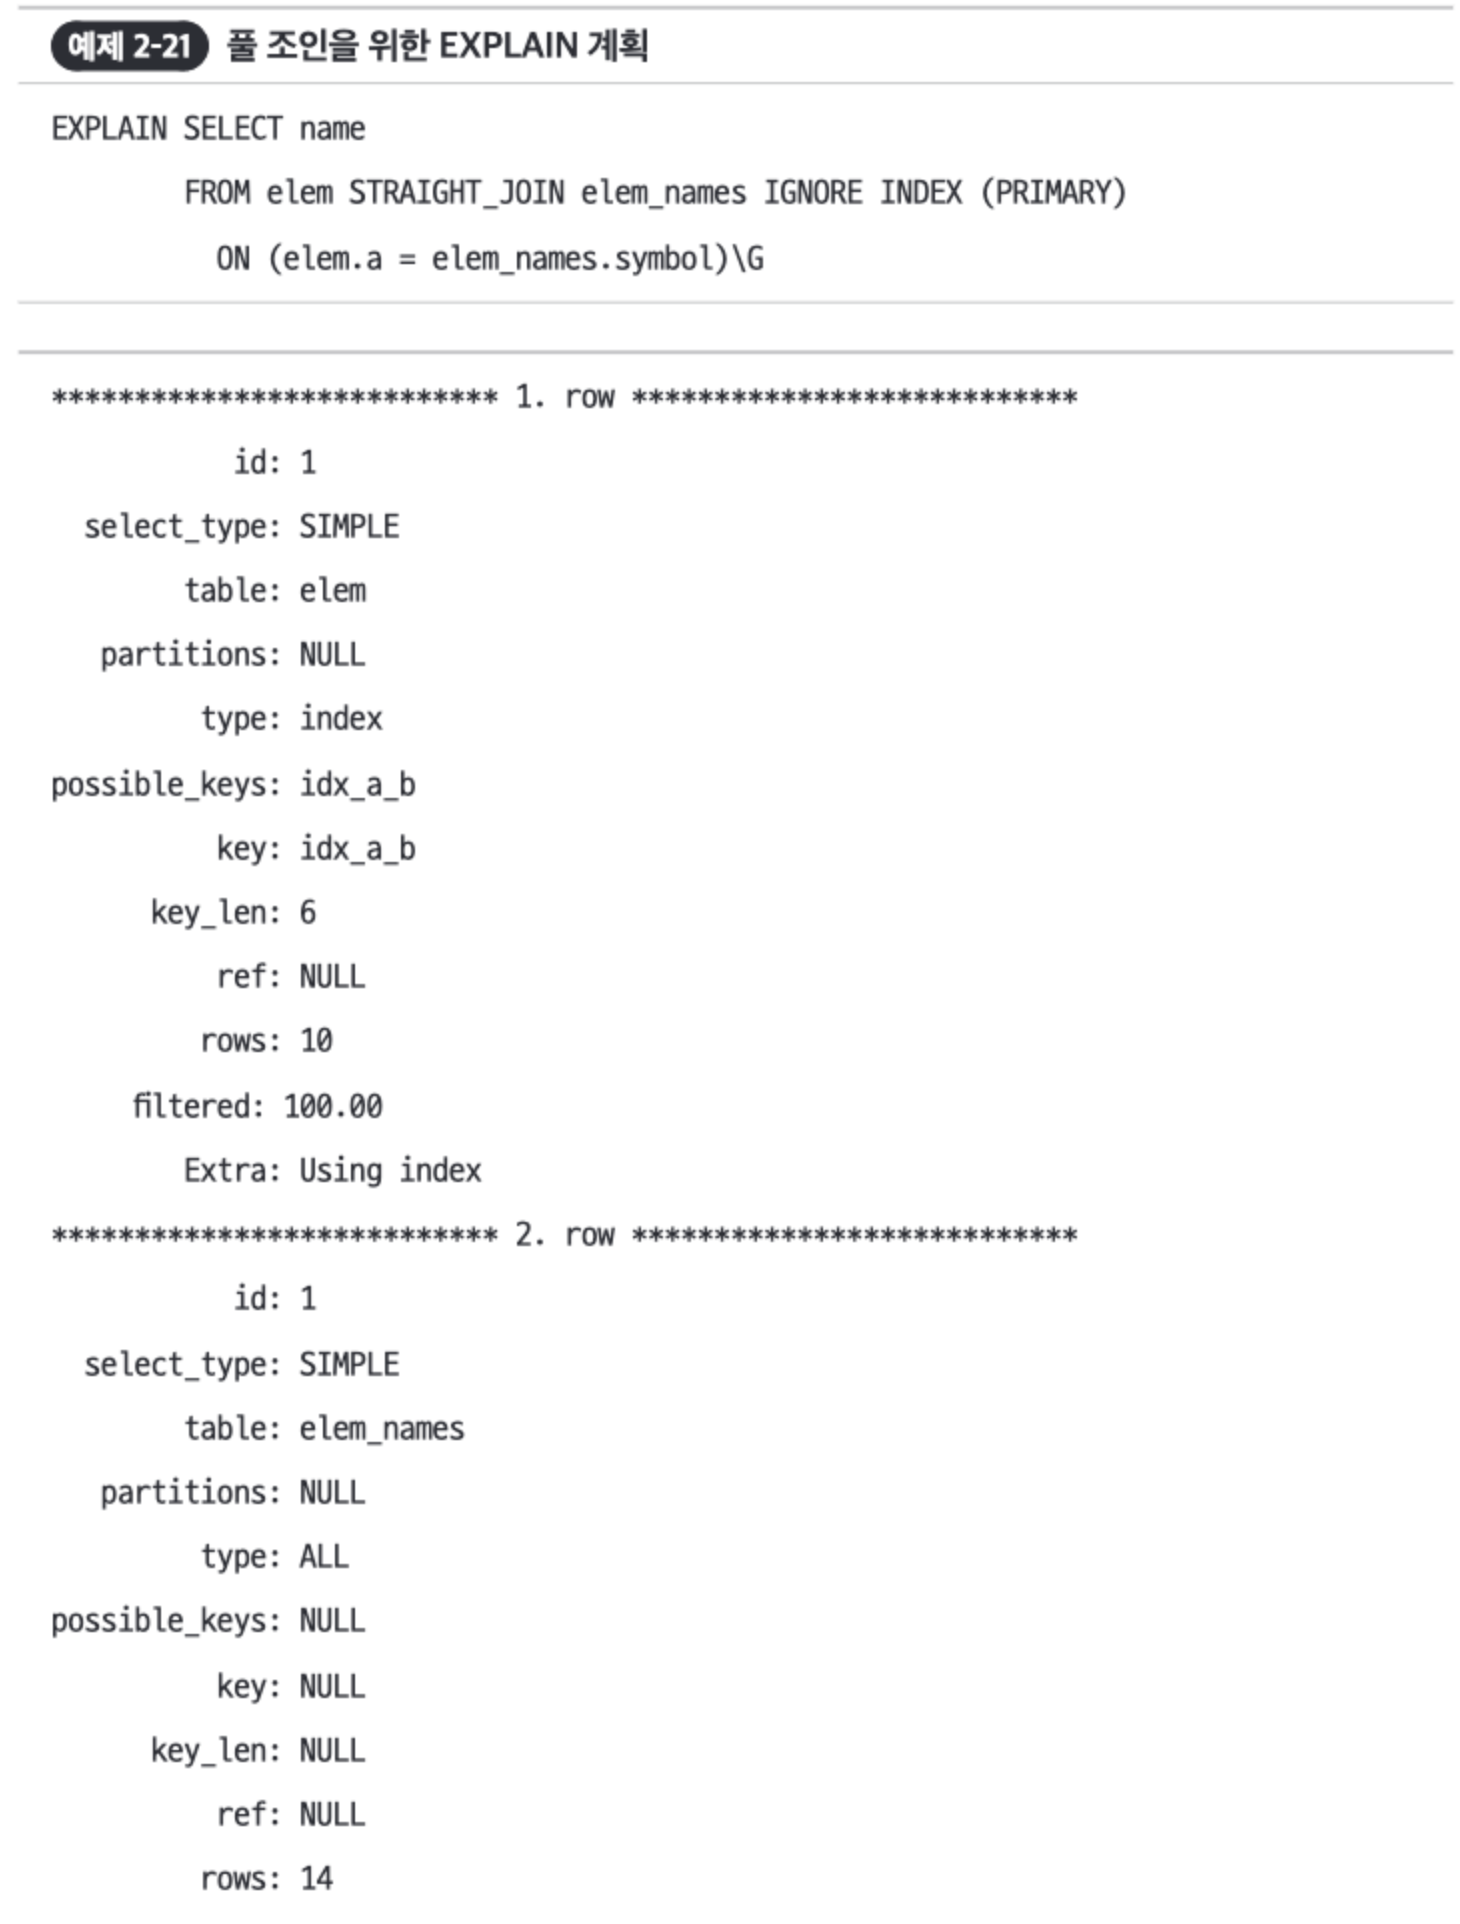 예제 2-21 풀 조인을 위한 EXPLAIN 계획
EXPLAIN SELECT name
FROM elem STRAIGHT_JOIN elem_names IGNORE INDEX (PRIMARY)
ON (elem.a = elem_names.symbol)\G
*************************** 1. row ***************************
id: 1
select_type: SIMPLE
table: elem
partitions: NULL
type: index
possible_keys: idx_a_b
key: idx_a_b
key_len: 6
ref: NULL
rows: 10
filtered: 100.00
Extra: Using index
*************************** 2. row ***************************
id: 1
select_type: SIMPLE
table: elem_names
partitions: NULL
type: ALL
possible_keys: NULL
key: NULL
key_len: NULL
ref: NULL
rows: 14